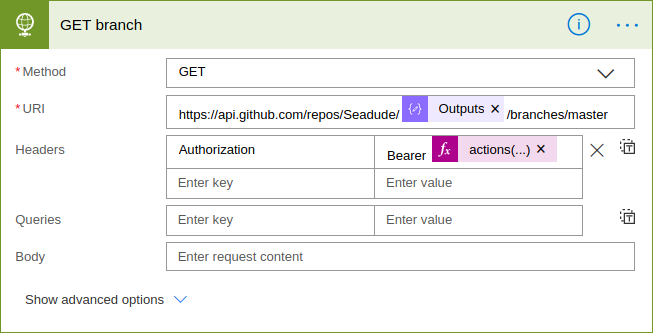 GET branch
* Method GET
* URI https://api.github.com/repos/Seadude/ {∕} Outputs × /branches/master
Headers Authorization Bearer fx actions(...) ×
Enter key Enter value
Queries Enter key Enter value
Body Enter request content
Show advanced options